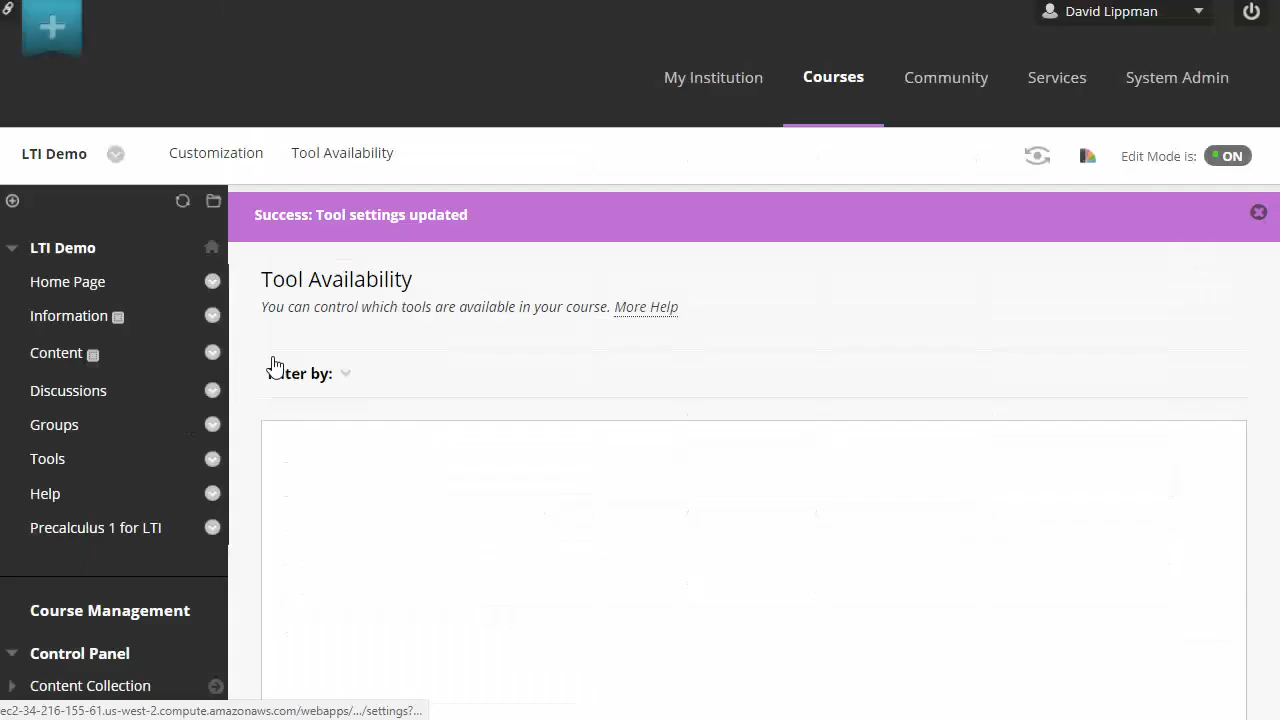 David Lippman
My Institution
Courses
Community
Services
System Admin
LTI Demo
Customization
Tool Availability
Edit Mode is:
ON
Success: Tool settings updated
LTI Demo
Home Page
Information
Content
Discussions
Groups
Tools
Help
Precalculus 1 for LTI
Course Management
Control Panel
Content Collection
Tool Availability
You can control which tools are available in your course. More Help
by:
ec2-34-216-155-61.us-west-2.compute.amazonaws.com/webapps/.../settings?...